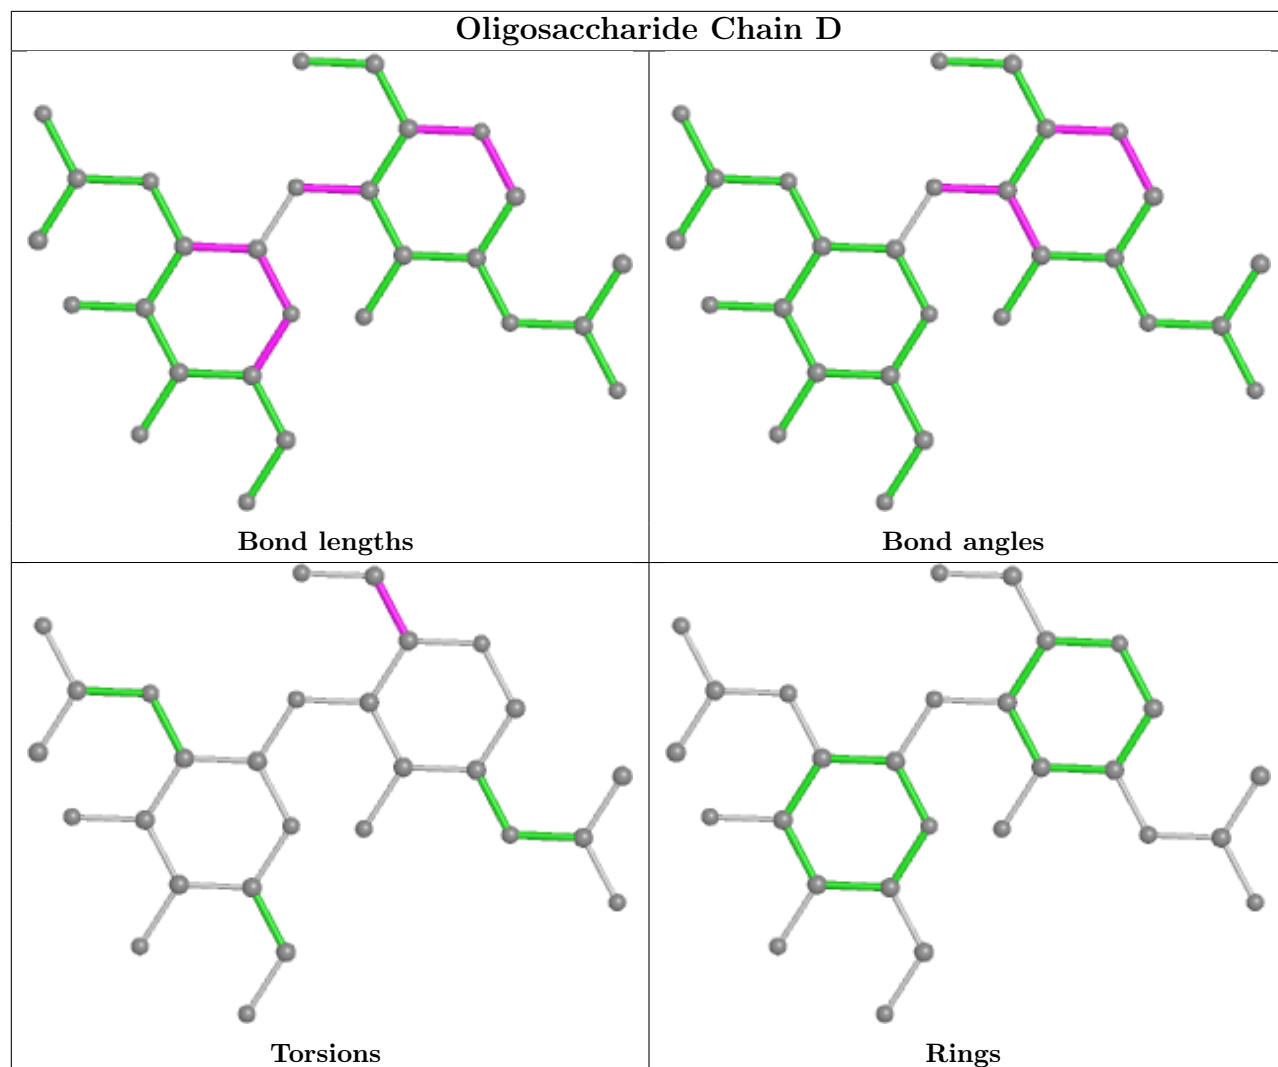 Oligosaccharide Chain D
Bond lengths
Bond angles
Torsions
Rings